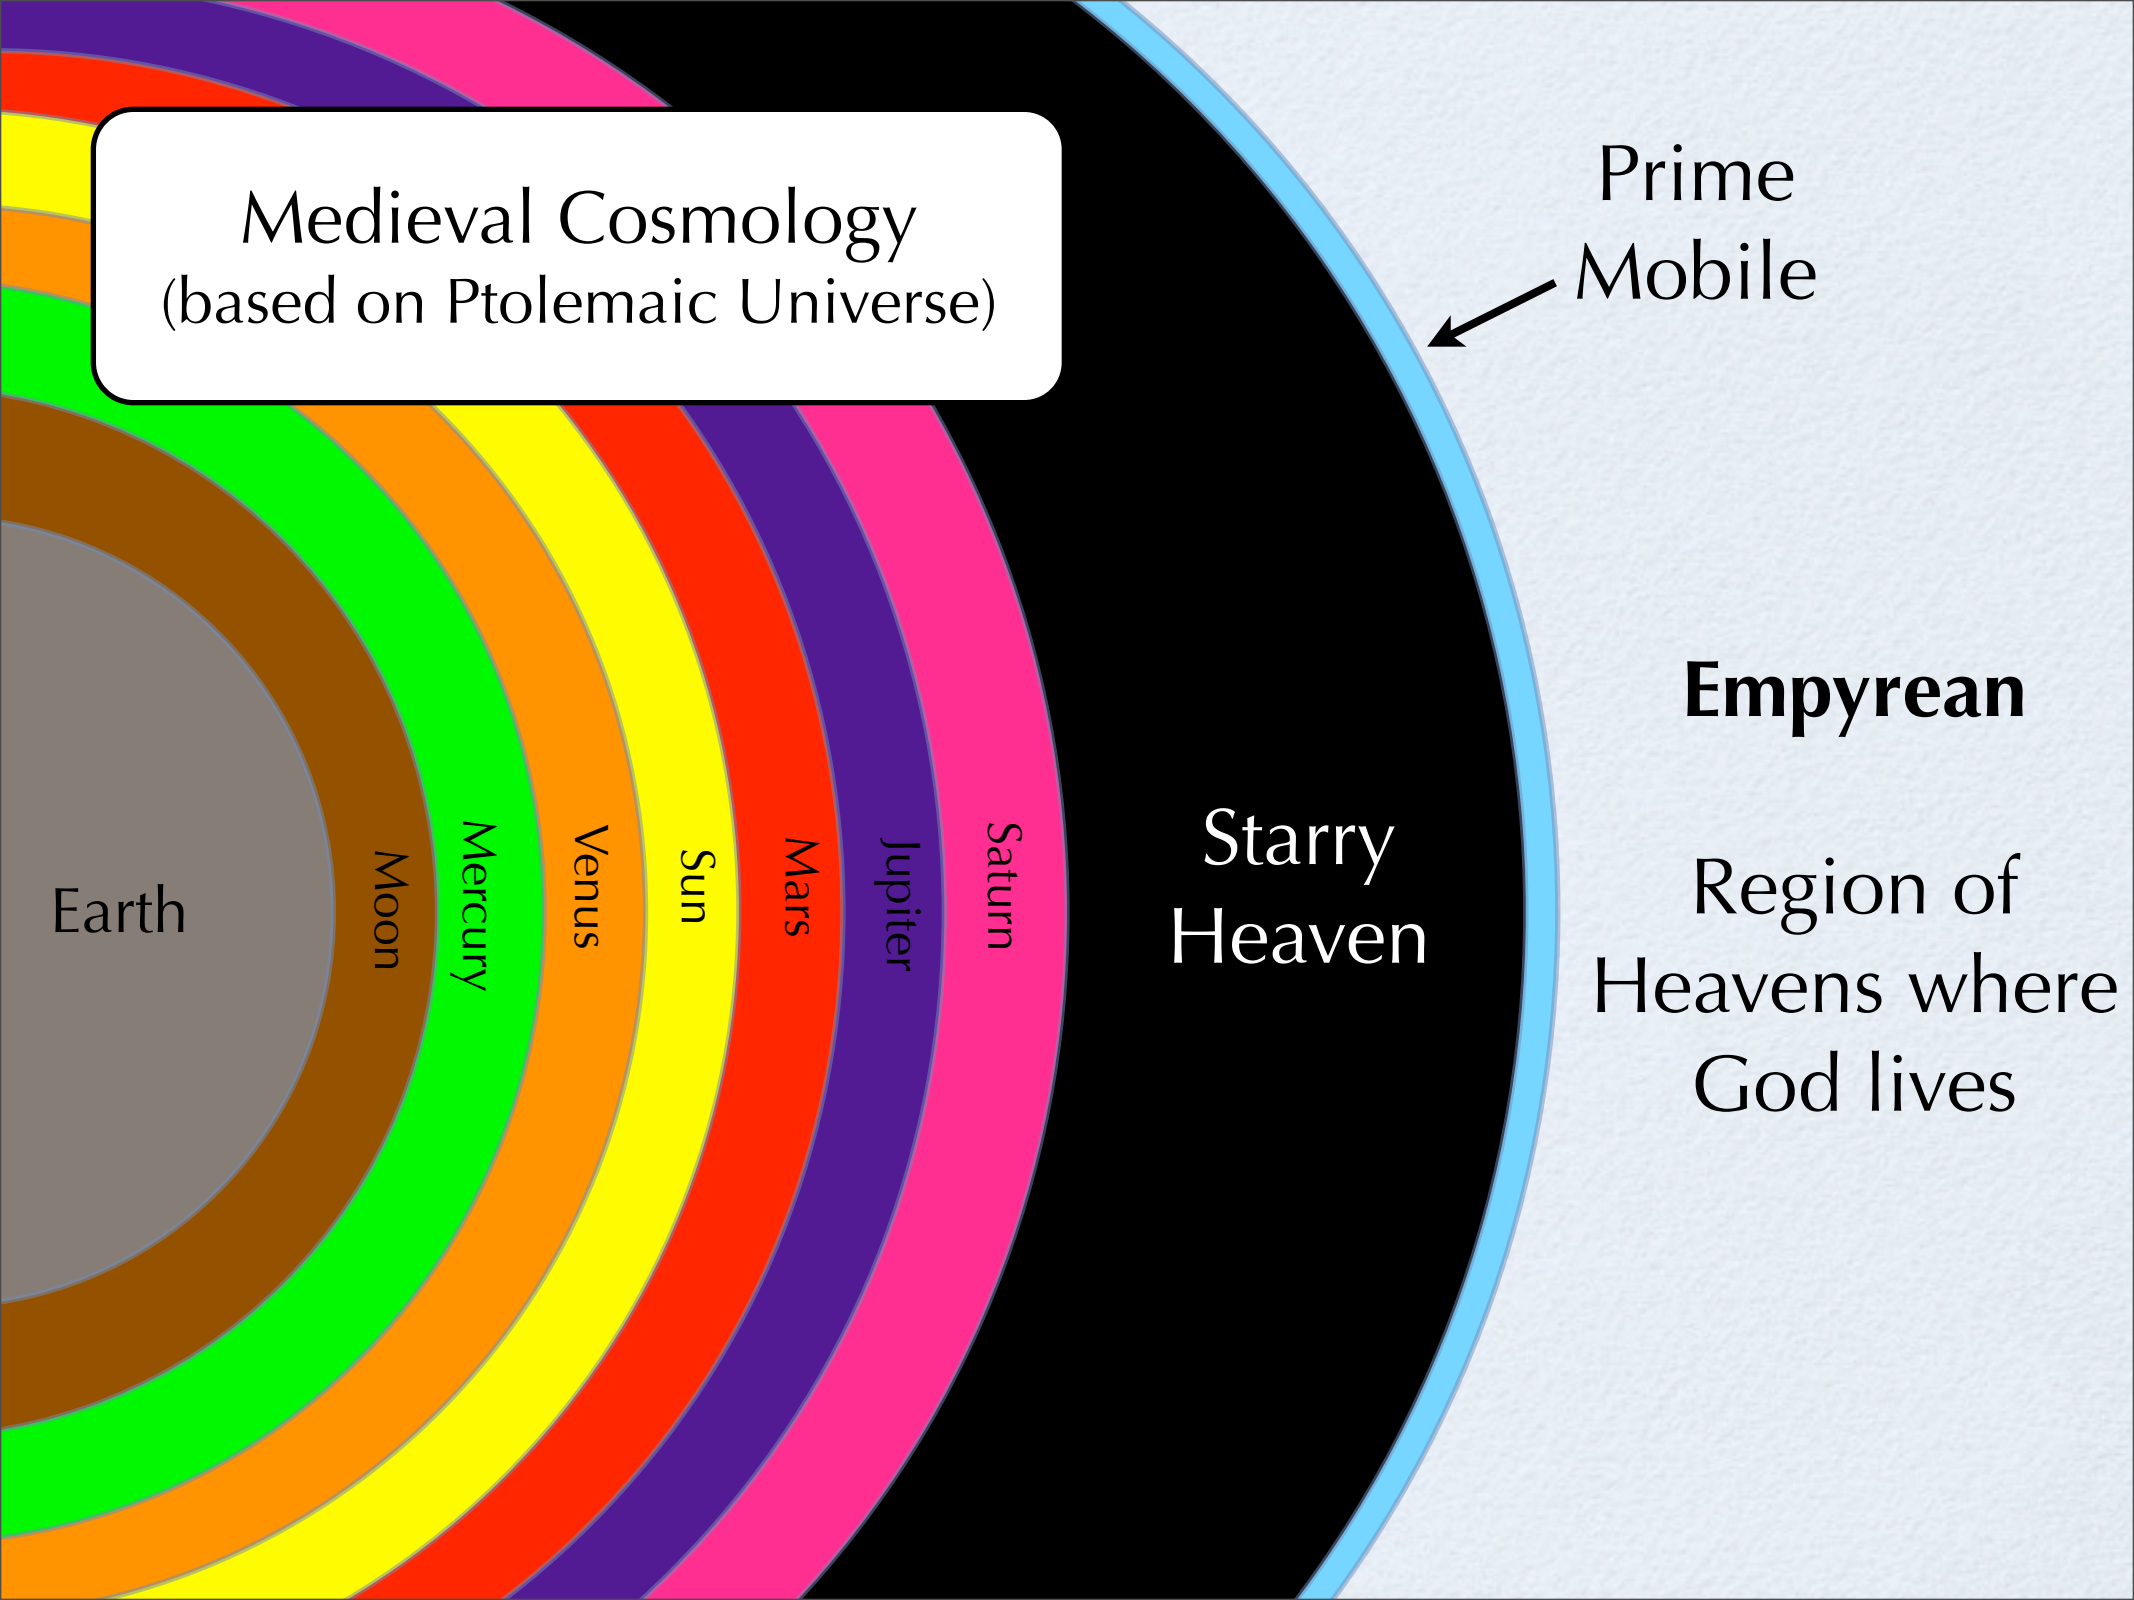 Medieval Cosmology
(based on Ptolemaic Universe)
Prime
Mobile
Earth
Moon
Mercury
Venus
Sun
Mars
Jupiter
Saturn
Starry
Heaven
Empyrean
Region of
Heavens where
God lives